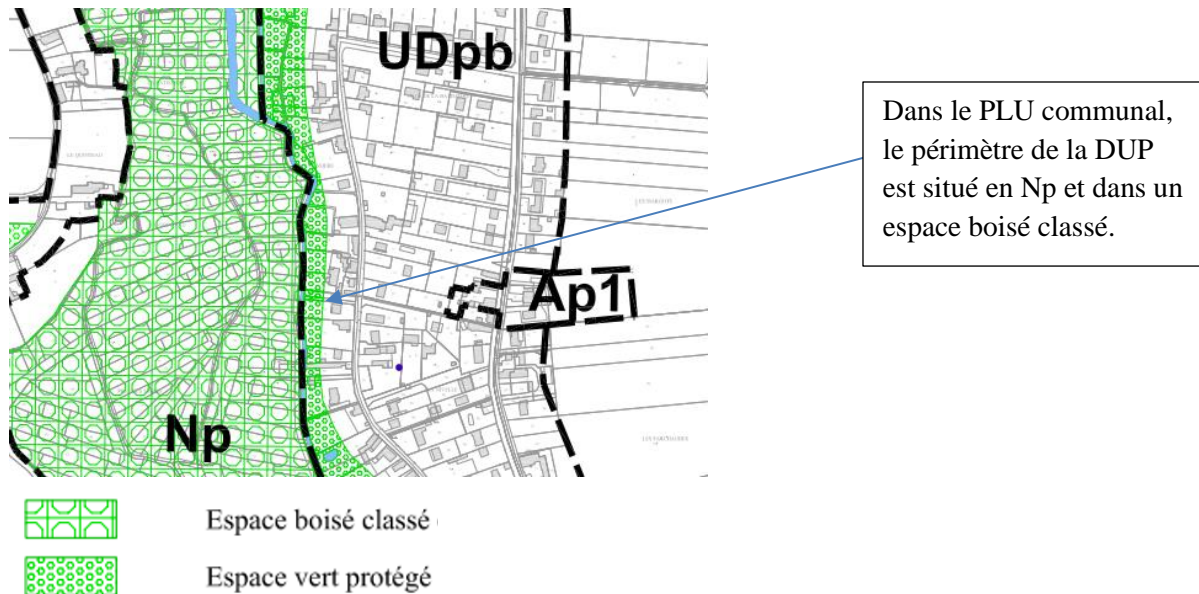 UDpb
Dans le PLU communal,
le périmètre de la DUP
est situé en Np et dans un
espace boisé classé.
Ap1
Np
Espace boisé classé
Espace vert protégé